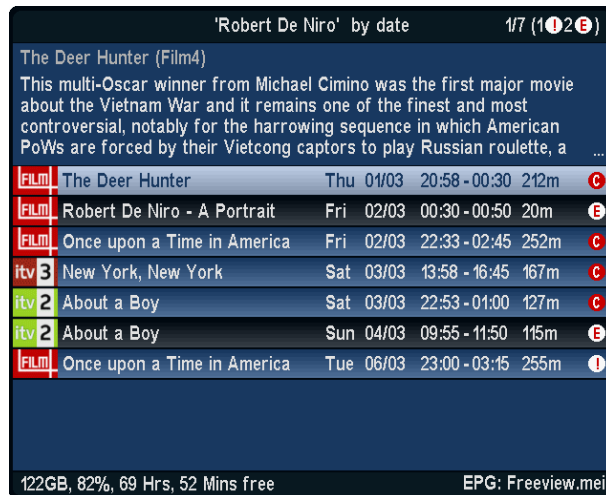 'Robert De Niro' by date 1/7 (1!2E)
The Deer Hunter (Film4)
This multi-Oscar winner from Michael Cimino was the first major movie
about the Vietnam War and it remains one of the finest and most
controversial, notably for the harrowing sequence in which American
PoWs are forced by their Vietcong captors to play Russian roulette, a ...
FILM The Deer Hunter Thu 01/03 20:58 - 00:30 212m C
FILM Robert De Niro - A Portrait Fri 02/03 00:30 - 00:50 20m E
FILM Once upon a Time in America Fri 02/03 22:33 - 02:45 252m C
itv 3 New York, New York Sat 03/03 13:58 - 16:45 167m C
itv 2 About a Boy Sat 03/03 22:53 - 01:00 127m C
itv 2 About a Boy Sun 04/03 09:55 - 11:50 115m E
FILM Once upon a Time in America Tue 06/03 23:00 - 03:15 255m !
122GB, 82%, 69 Hrs, 52 Mins free EPG: Freeview.mei